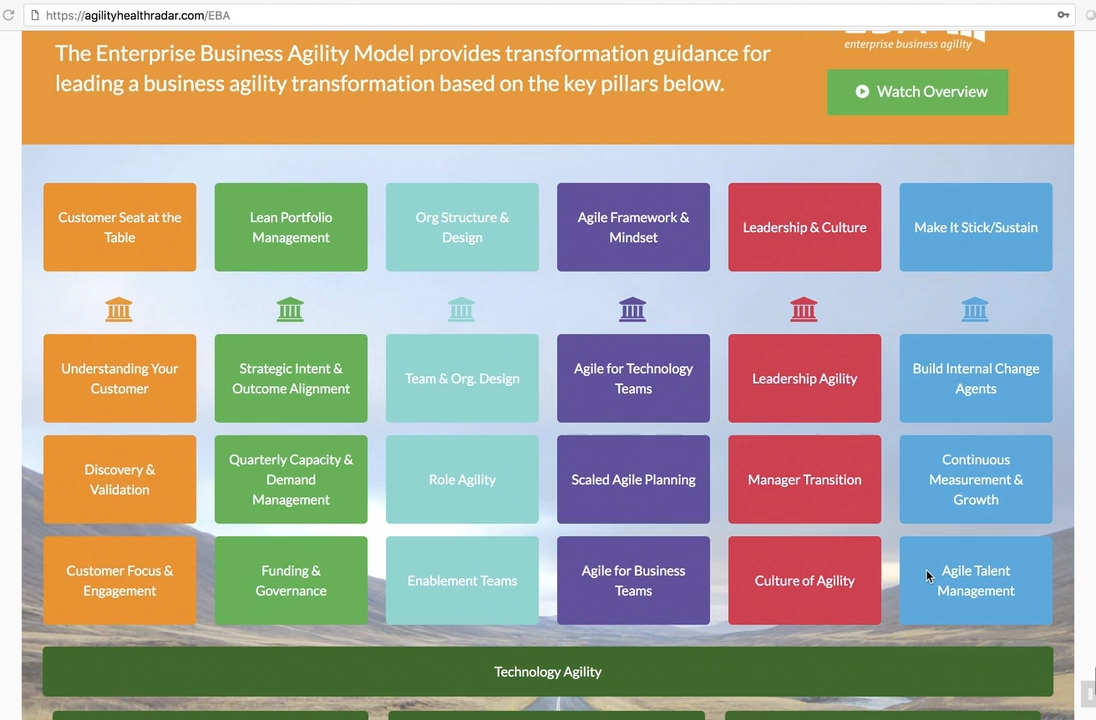 https://agilityhealthradar.com/EBA
The Enterprise Business Agility Model provides transformation guidance for
leading a business agility transformation based on the key pillars below.
enterprise business agility
Watch Overview
Customer Seat at the
Table
Lean Portfolio
Management
Org Structure &
Design
Agile Framework &
Mindset
Leadership & Culture
Make It Stick/Sustain
Understanding Your
Customer
Strategic Intent &
Outcome Alignment
Team & Org. Design
Agile for Technology
Teams
Leadership Agility
Build Internal Change
Agents
Discovery &
Validation
Quarterly Capacity &
Demand
Management
Role Agility
Scaled Agile Planning
Manager Transition
Continuous
Measurement &
Growth
Customer Focus &
Engagement
Funding &
Governance
Enablement Teams
Agile for Business
Teams
Culture of Agility
Agile Talent
Management
Technology Agility